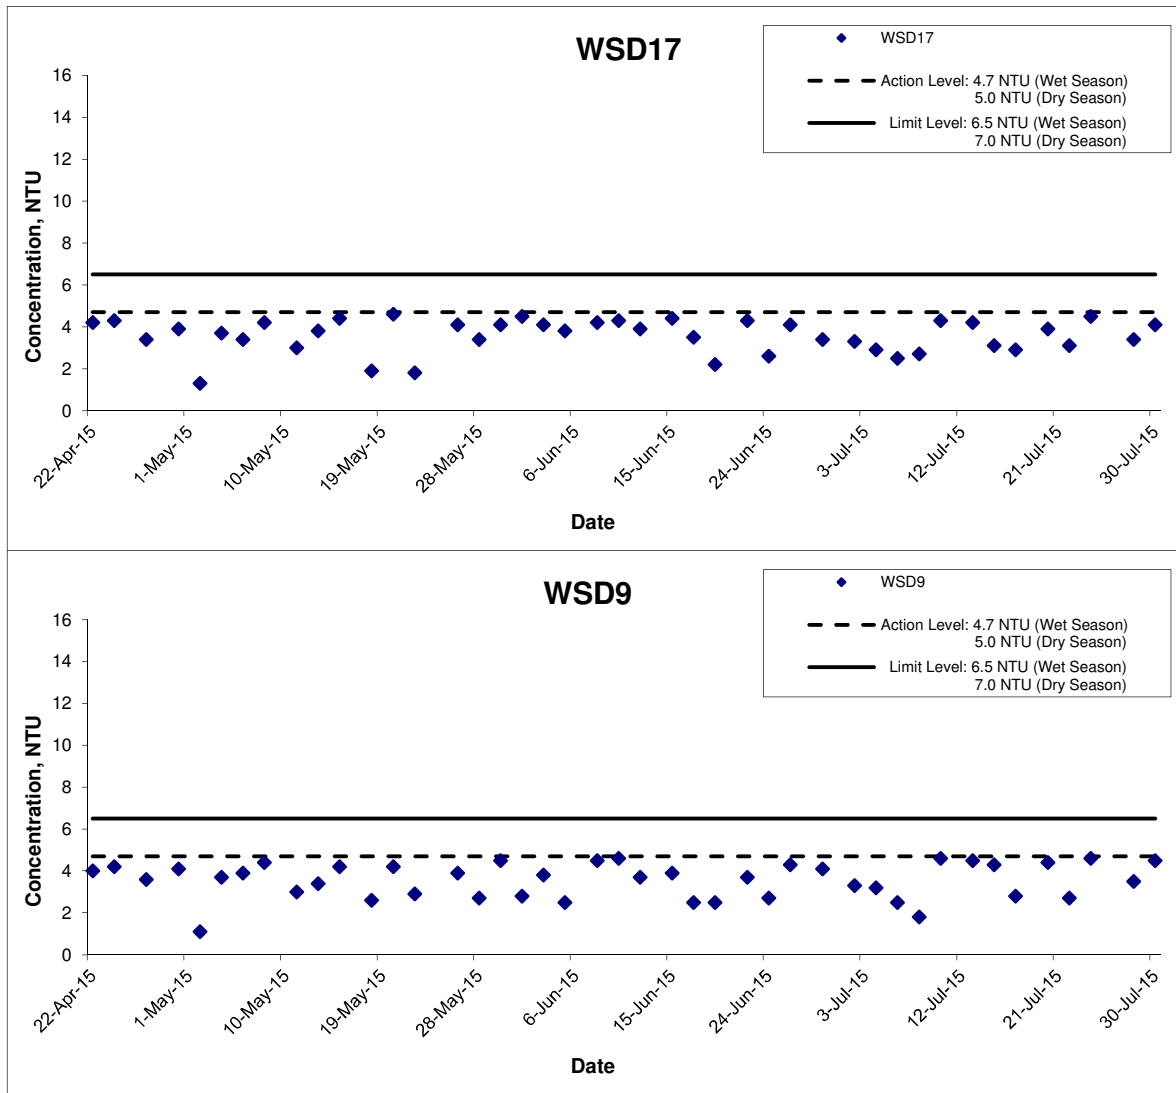 WSD17
WSD17
Action Level: 4.7 NTU (Wet Season)
5.0 NTU (Dry Season)
Limit Level: 6.5 NTU (Wet Season)
7.0 NTU (Dry Season)
16
14
12
10
8
6
4
2
0
Concentration, NTU
22-Apr-15
1-May-15
10-May-15
19-May-15
28-May-15
6-Jun-15
15-Jun-15
24-Jun-15
3-Jul-15
12-Jul-15
21-Jul-15
30-Jul-15
Date
WSD9
WSD9
Action Level: 4.7 NTU (Wet Season)
5.0 NTU (Dry Season)
Limit Level: 6.5 NTU (Wet Season)
7.0 NTU (Dry Season)
16
14
12
10
8
6
4
2
0
Concentration, NTU
22-Apr-15
1-May-15
10-May-15
19-May-15
28-May-15
6-Jun-15
15-Jun-15
24-Jun-15
3-Jul-15
12-Jul-15
21-Jul-15
30-Jul-15
Date